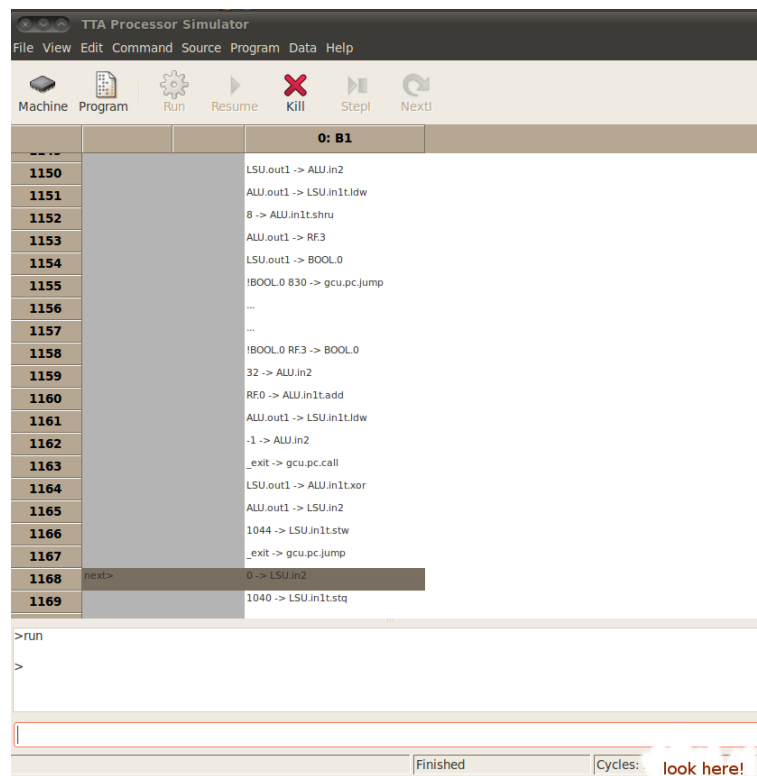 TTA Processor Simulator
File View Edit Command Source Program Data Help
Machine Program Run Resume Kill StepI NextI
0: B1
1150 LSU.out1 -> ALU.in2
1151 ALU.out1 -> LSU.in1t.ldw
1152 8 -> ALU.in1t.shru
1153 ALU.out1 -> RF.3
1154 LSU.out1 -> BOOL.0
1155 !BOOL.0 830 -> gcu.pc.jump
1156 ...
1157 ...
1158 !BOOL.0 RF.3 -> BOOL.0
1159 32 -> ALU.in2
1160 RF.0 -> ALU.in1t.add
1161 ALU.out1 -> LSU.in1t.ldw
1162 -1 -> ALU.in2
1163 _exit -> gcu.pc.call
1164 LSU.out1 -> ALU.in1t.xor
1165 ALU.out1 -> LSU.in2
1166 1044 -> LSU.in1t.stw
1167 _exit -> gcu.pc.jump
1168 next> 0 -> LSU.in2
1169 1040 -> LSU.in1t.stq
>run
>
Finished Cycles: look here!